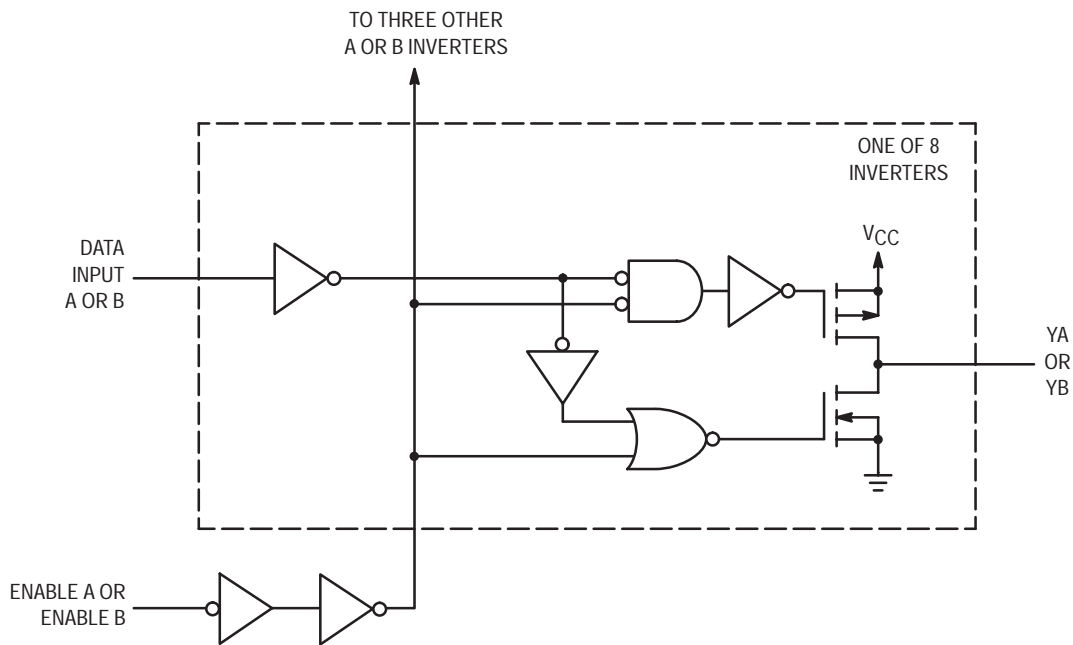 TO THREE OTHER
A OR B INVERTERS
ONE OF 8
INVERTERS
DATA
INPUT
A OR B
VCC
YA
OR
YB
ENABLE A OR
ENABLE B